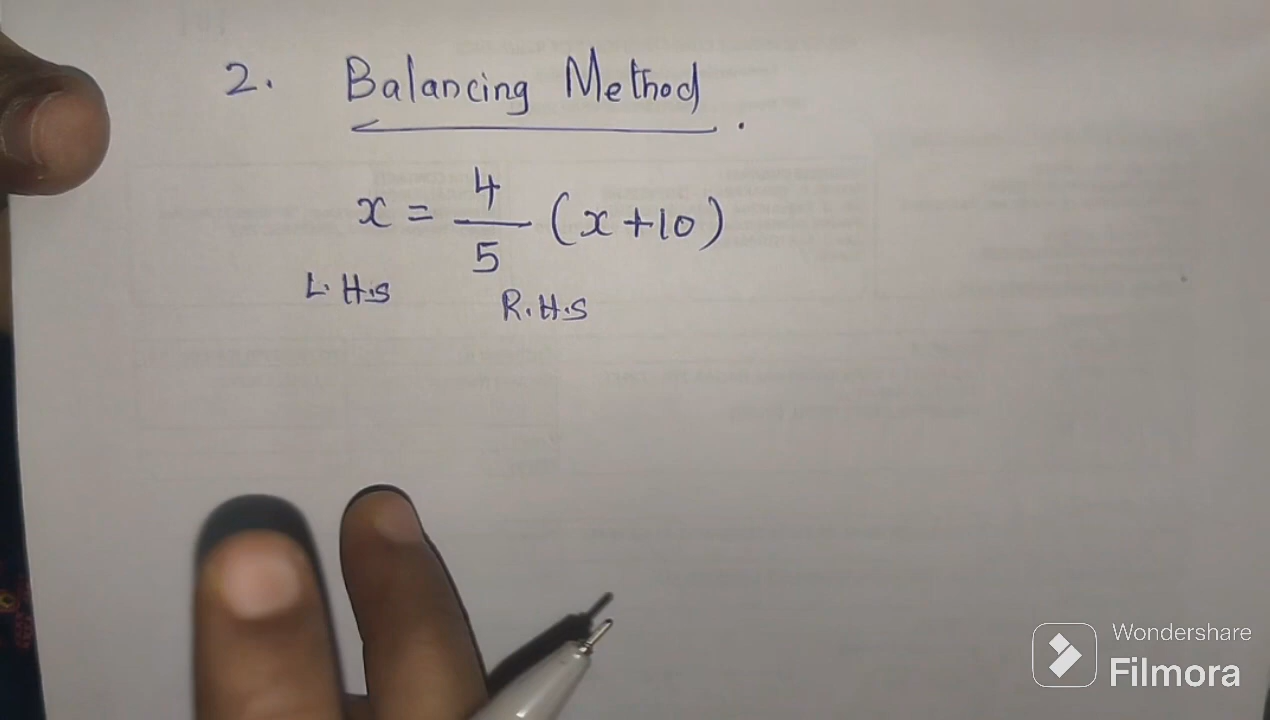 2. Balancing Method.
x = 4/5 (x+10)
L.H.S R.H.S
Wondershare
Filmora